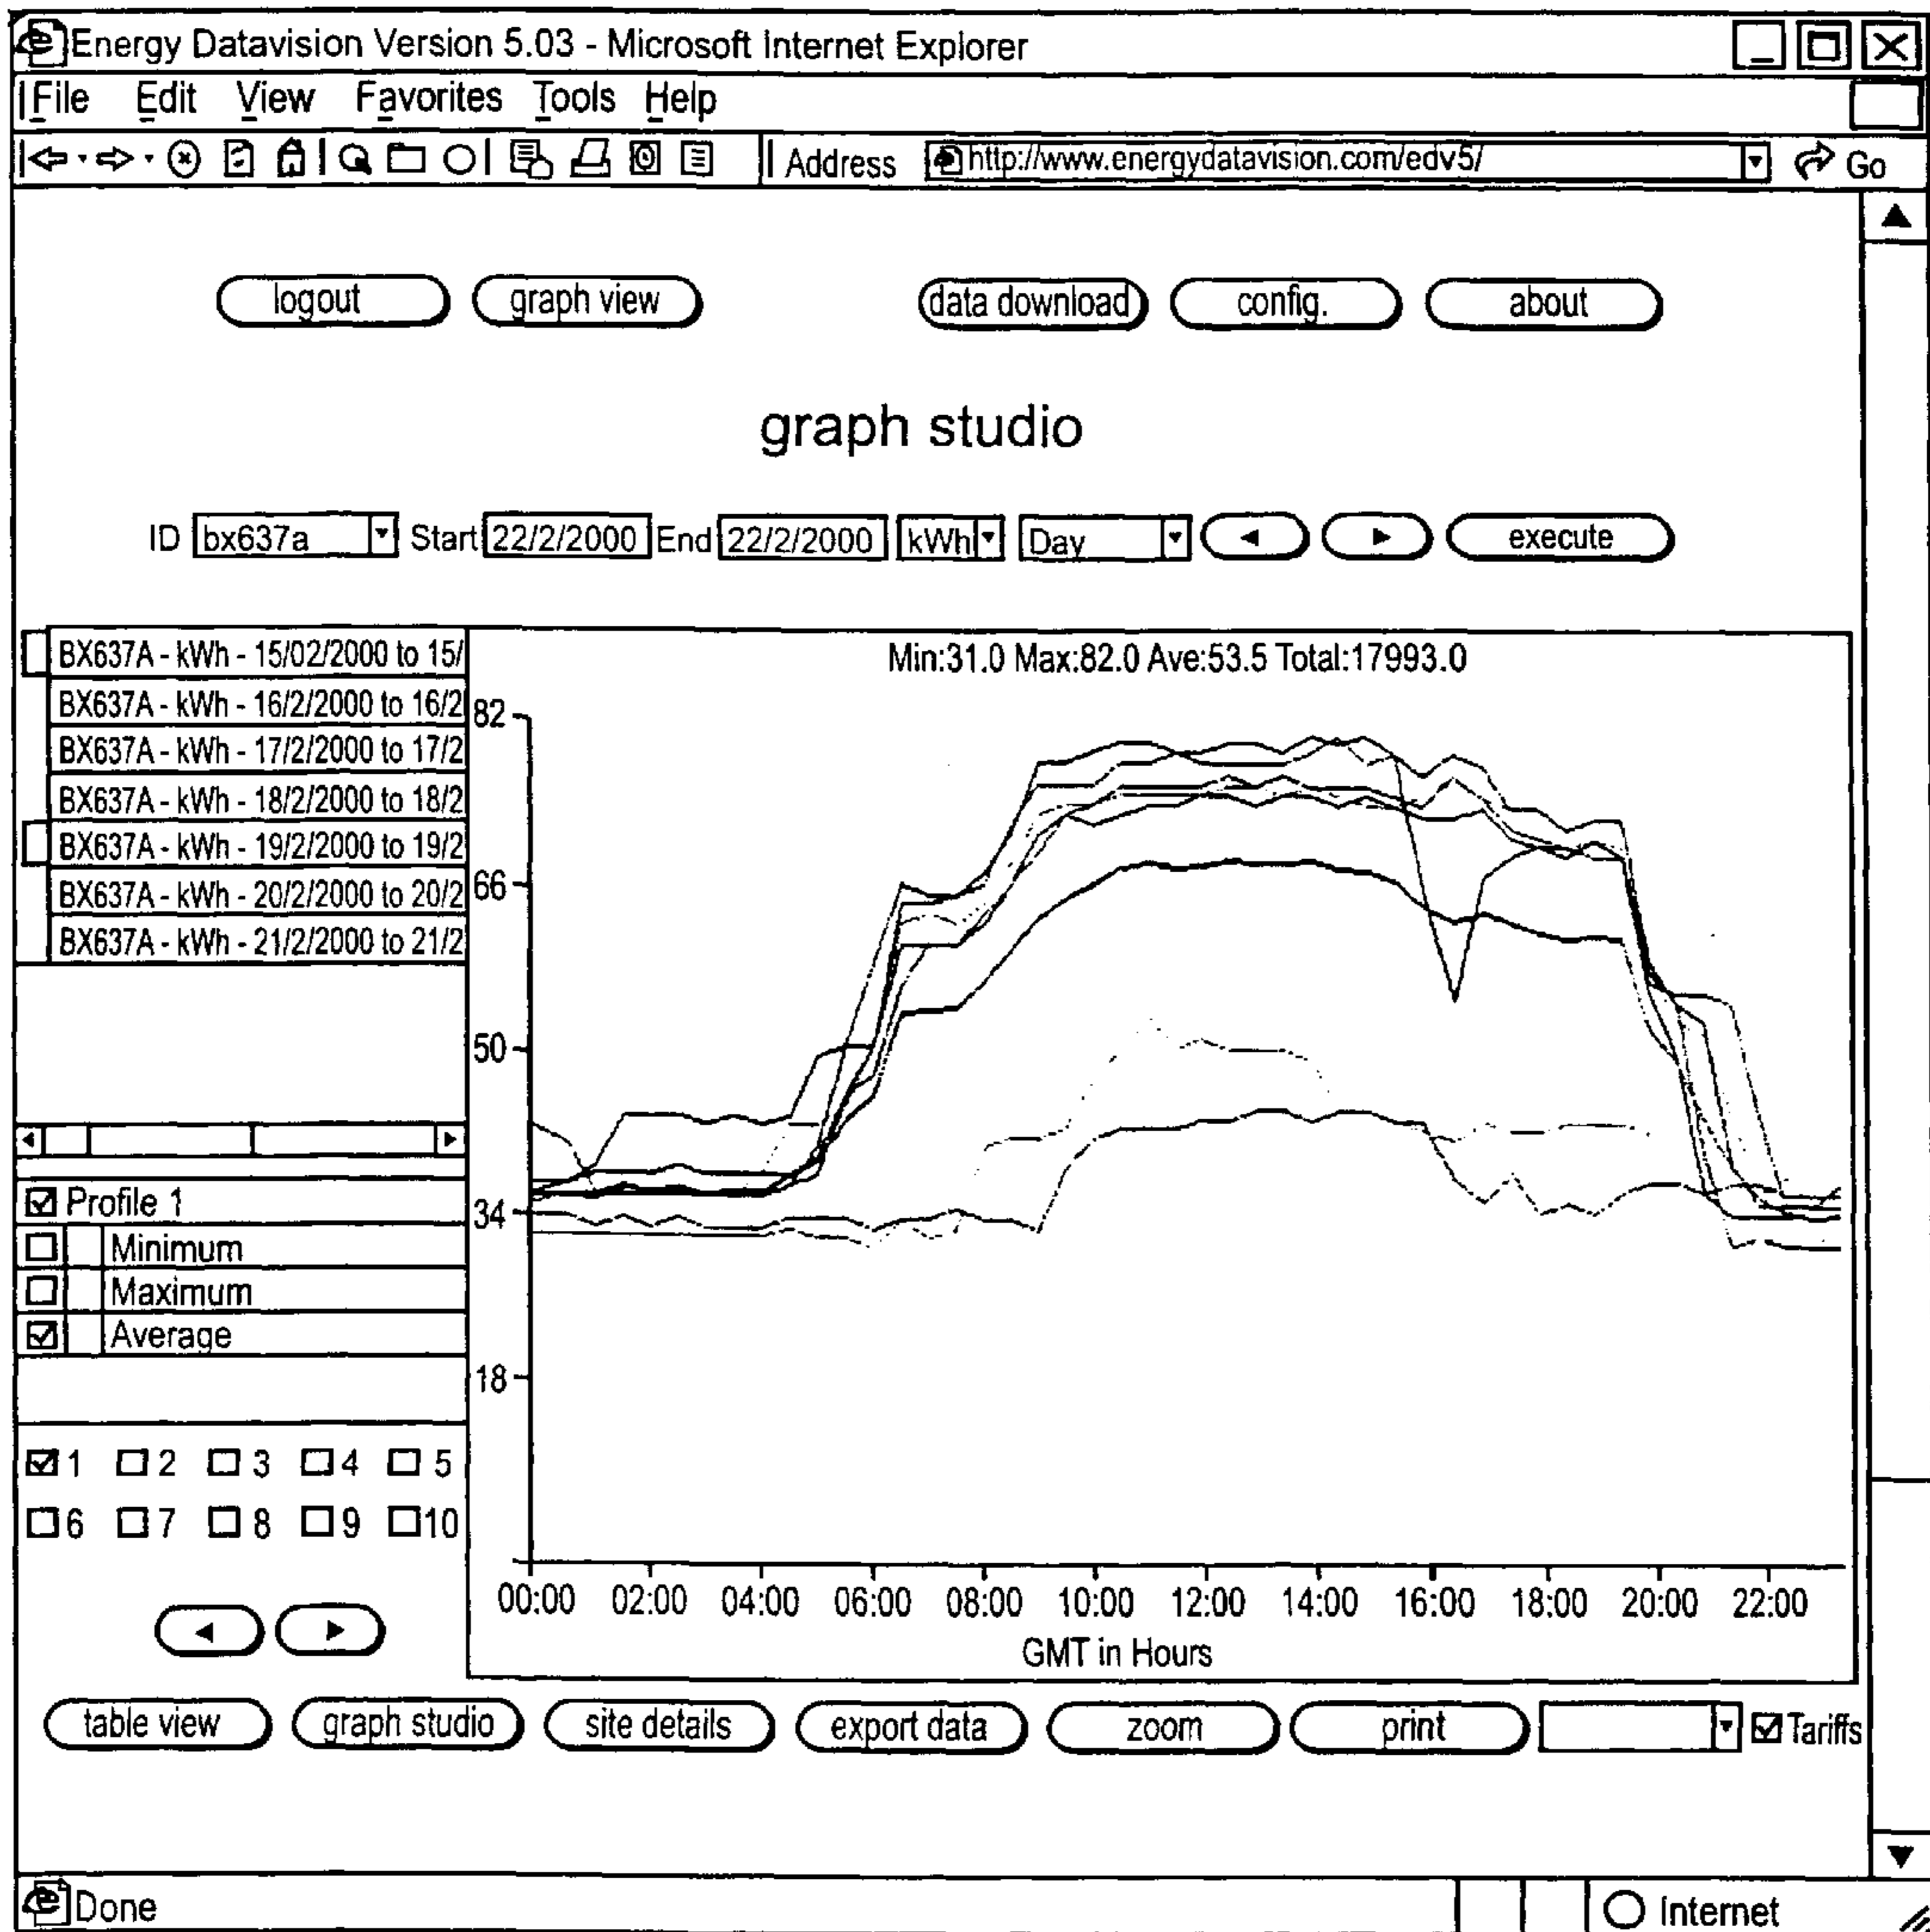 Energy Datavision Version 5.03 - Microsoft Internet Explorer
File Edit View Favorites Tools Help
Address http://www.energydatavision.com/edv5/ Go
logout graph view data download config. about
graph studio
ID bx637a Start 22/2/2000 End 22/2/2000 kWh Day execute
BX637A - kWh - 15/02/2000 to 15/
BX637A - kWh - 16/2/2000 to 16/2
BX637A - kWh - 17/2/2000 to 17/2
BX637A - kWh - 18/2/2000 to 18/2
BX637A - kWh - 19/2/2000 to 19/2
BX637A - kWh - 20/2/2000 to 20/2
BX637A - kWh - 21/2/2000 to 21/2
Profile 1
Minimum
Maximum
Average
1 2 3 4 5
6 7 8 9 10
Min:31.0 Max:82.0 Ave:53.5 Total:17993.0
82
66
50
34
18
00:00 02:00 04:00 06:00 08:00 10:00 12:00 14:00 16:00 18:00 20:00 22:00
GMT in Hours
table view graph studio site details export data zoom print Tariffs
Done Internet